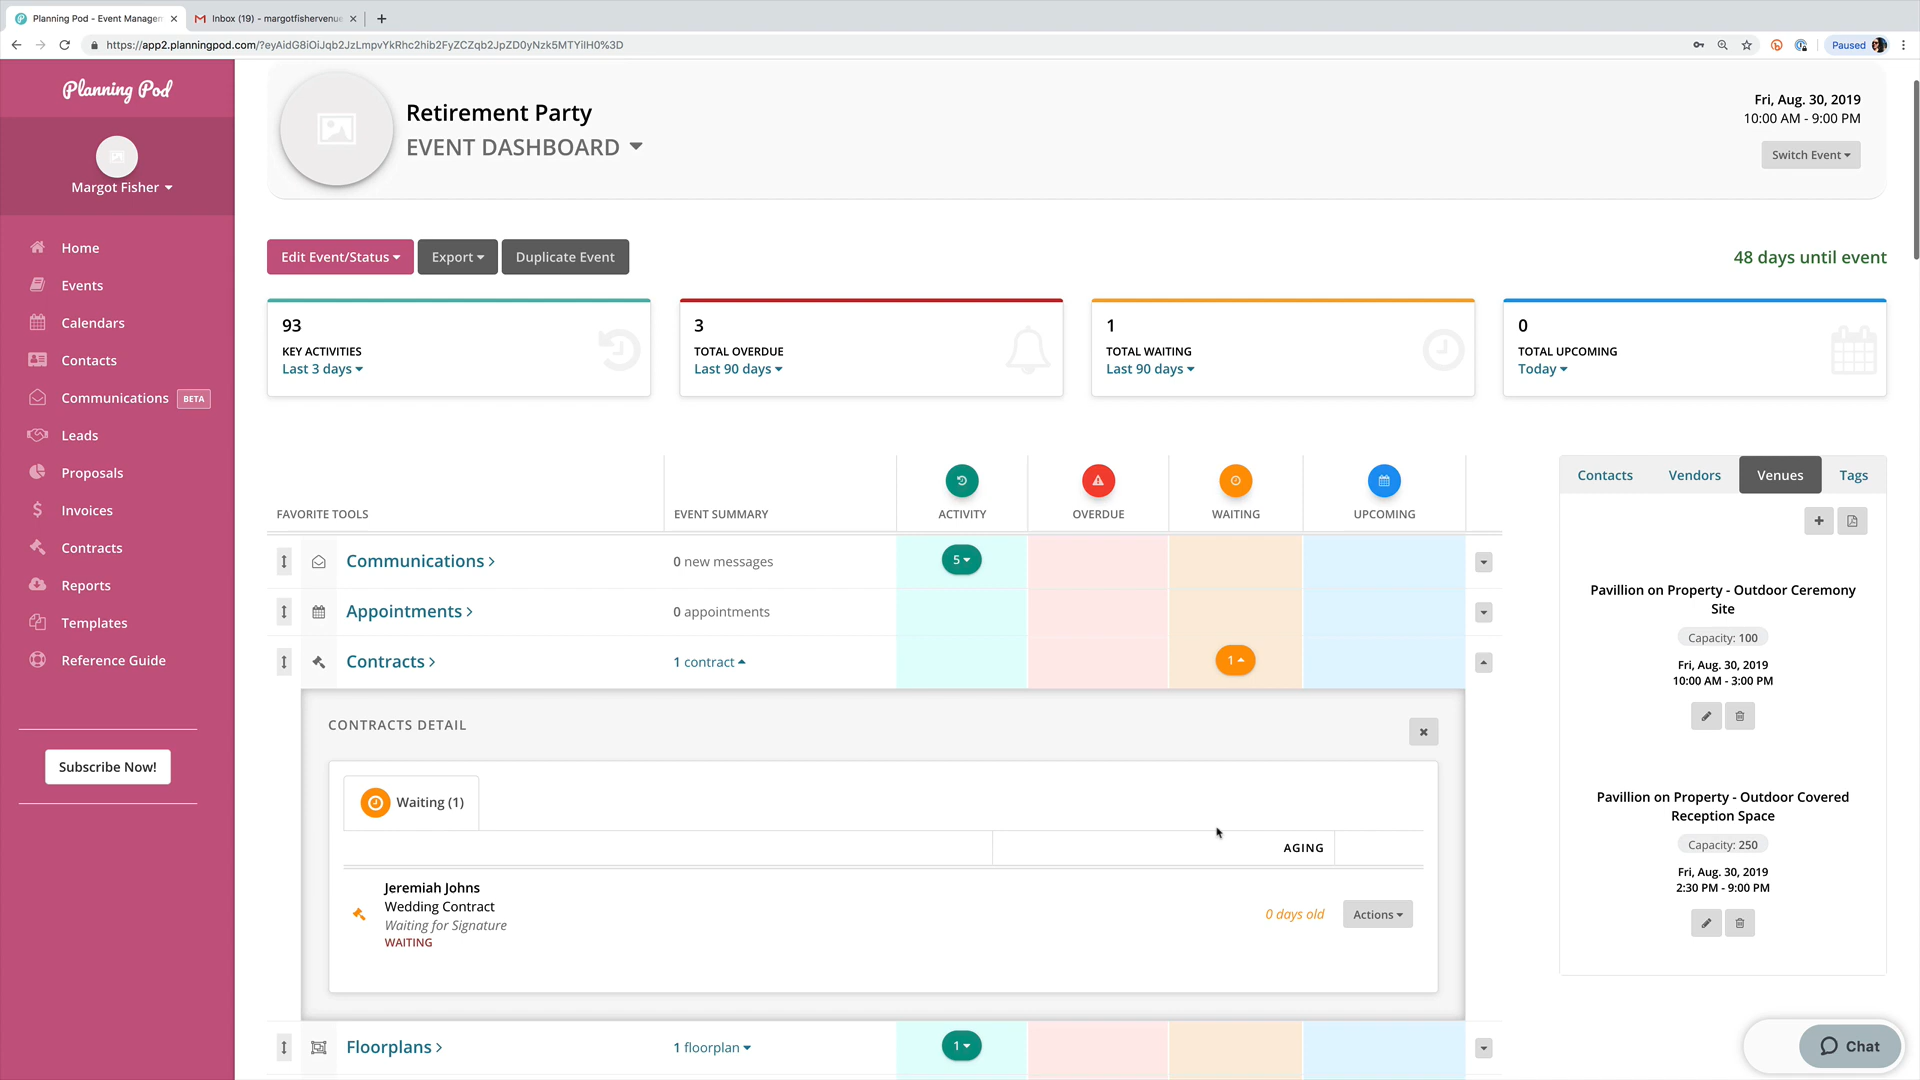 Planning Pod - Event Managem
Inbox (19) - margotfishervenue
https://app2.planningpod.com/?eyAidG8iOiJqb2JzLmpvYkRhc2hib2FyZCZqb2JpZD0yNzk5MTYiIH0%3D
Paused
Planning Pod
Margot Fisher
Home
Events
Calendars
Contacts
Communications BETA
Leads
Proposals
Invoices
Contracts
Reports
Templates
Reference Guide
Subscribe Now!
Retirement Party
EVENT DASHBOARD
Fri, Aug. 30, 2019
10:00 AM - 9:00 PM
Switch Event
Edit Event/Status
Export
Duplicate Event
48 days until event
93
KEY ACTIVITIES
Last 3 days
3
TOTAL OVERDUE
Last 90 days
1
TOTAL WAITING
Last 90 days
0
TOTAL UPCOMING
Today
FAVORITE TOOLS
EVENT SUMMARY
ACTIVITY
OVERDUE
WAITING
UPCOMING
Communications
0 new messages
5
Appointments
0 appointments
Contracts
1 contract
1
CONTRACTS DETAIL
Waiting (1)
AGING
Jeremiah Johns
Wedding Contract
Waiting for Signature
WAITING
0 days old
Actions
Floorplans
1 floorplan
1
Contacts
Vendors
Venues
Tags
Pavillion on Property - Outdoor Ceremony
Site
Capacity: 100
Fri, Aug. 30, 2019
10:00 AM - 3:00 PM
Pavillion on Property - Outdoor Covered
Reception Space
Capacity: 250
Fri, Aug. 30, 2019
2:30 PM - 9:00 PM
Chat